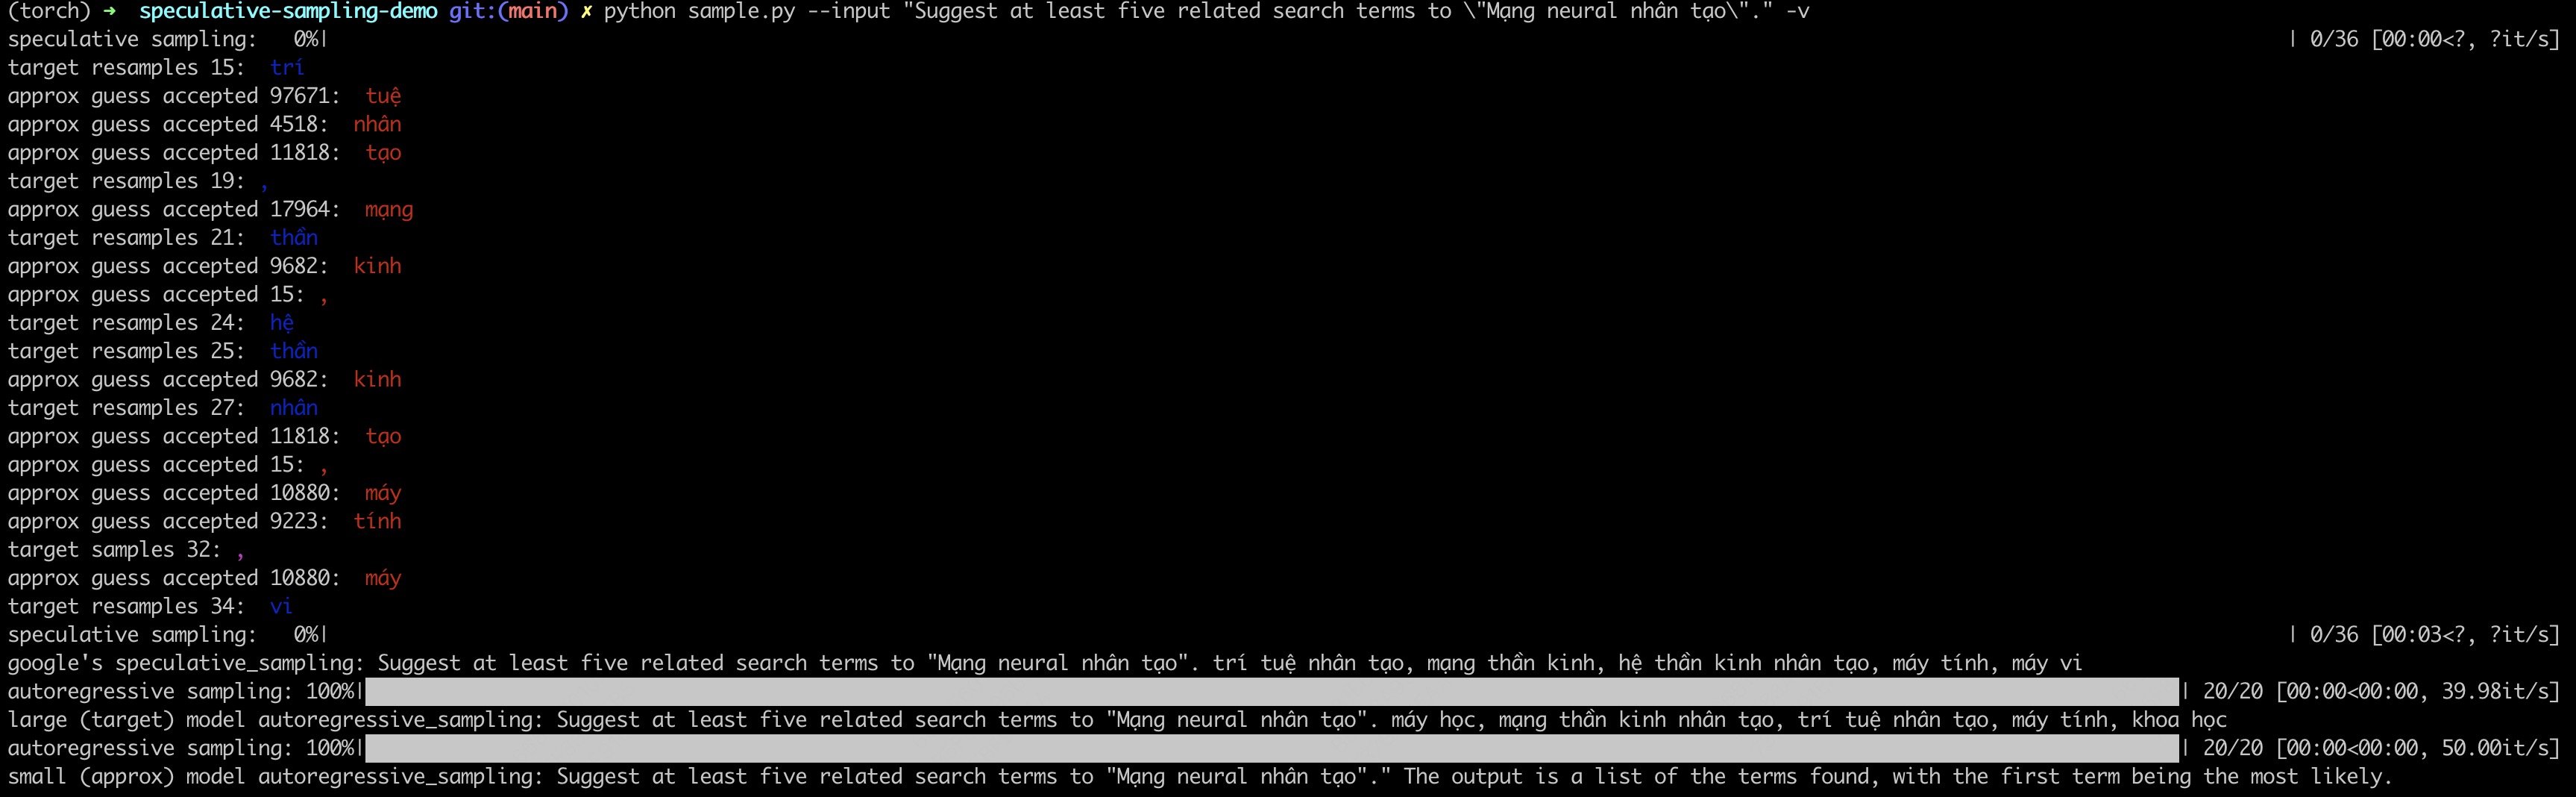 (torch) ➜  speculative-sampling-demo git:(main) ✗ python sample.py --input "Suggest at least five related search terms to \"Mạng neural nhân tạo\"." -v
speculative sampling:   0%|                | 0/36 [00:00<?, ?it/s]
target resamples 15:  trí
approx guess accepted 97671:  tuệ
approx guess accepted 4518:  nhân
approx guess accepted 11818:  tạo
target resamples 19: ,
approx guess accepted 17964:  mạng
target resamples 21:  thần
approx guess accepted 9682:  kinh
approx guess accepted 15: ,
target resamples 24:  hệ
target resamples 25:  thần
approx guess accepted 9682:  kinh
target resamples 27:  nhân
approx guess accepted 11818:  tạo
approx guess accepted 15: ,
approx guess accepted 10880:  máy
approx guess accepted 9223:  tính
target samples 32: ,
approx guess accepted 10880:  máy
target resamples 34:  vi
speculative sampling:   0%|                | 0/36 [00:03<?, ?it/s]
google's speculative_sampling: Suggest at least five related search terms to "Mạng neural nhân tạo". trí tuệ nhân tạo, mạng thần kinh, hệ thần kinh nhân tạo, máy tính, máy vi
autoregressive sampling: 100%|                | 20/20 [00:00<00:00, 39.98it/s]
large (target) model autoregressive_sampling: Suggest at least five related search terms to "Mạng neural nhân tạo". máy học, mạng thần kinh nhân tạo, trí tuệ nhân tạo, máy tính, khoa học
autoregressive sampling: 100%|                | 20/20 [00:00<00:00, 50.00it/s]
small (approx) model autoregressive_sampling: Suggest at least five related search terms to "Mạng neural nhân tạo"." The output is a list of the terms found, with the first term being the most likely.